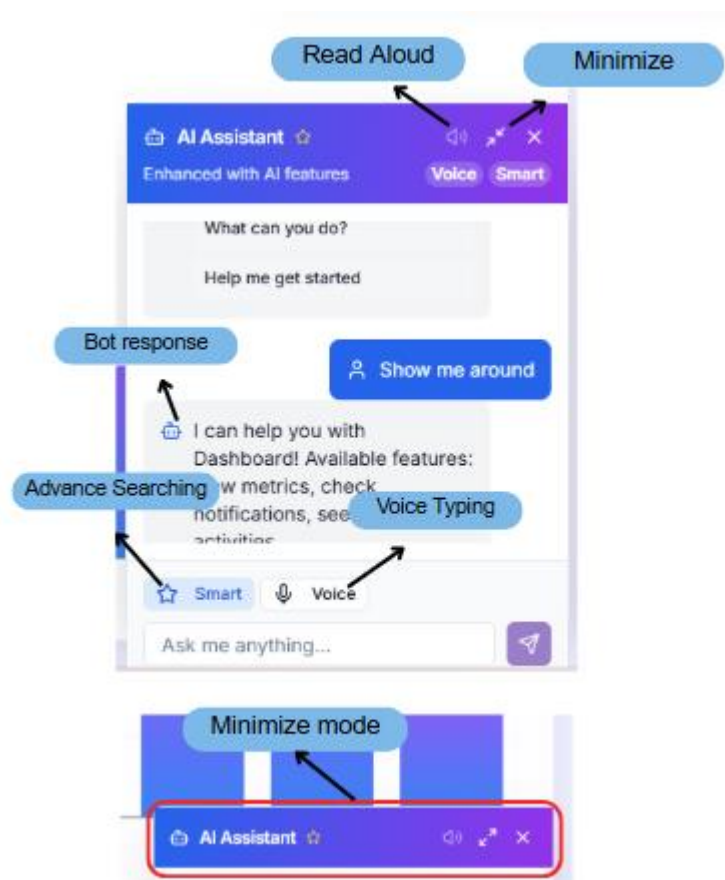 Read Aloud
Minimize
AI Assistant
Enhanced with AI features
Voice Smart
What can you do?
Help me get started
Bot response
Show me around
I can help you with
Dashboard! Available features:
metrics, check
Advance Searching
notifications, see
Voice Typing
activities
Smart Voice
Ask me anything...
Minimize mode
AI Assistant